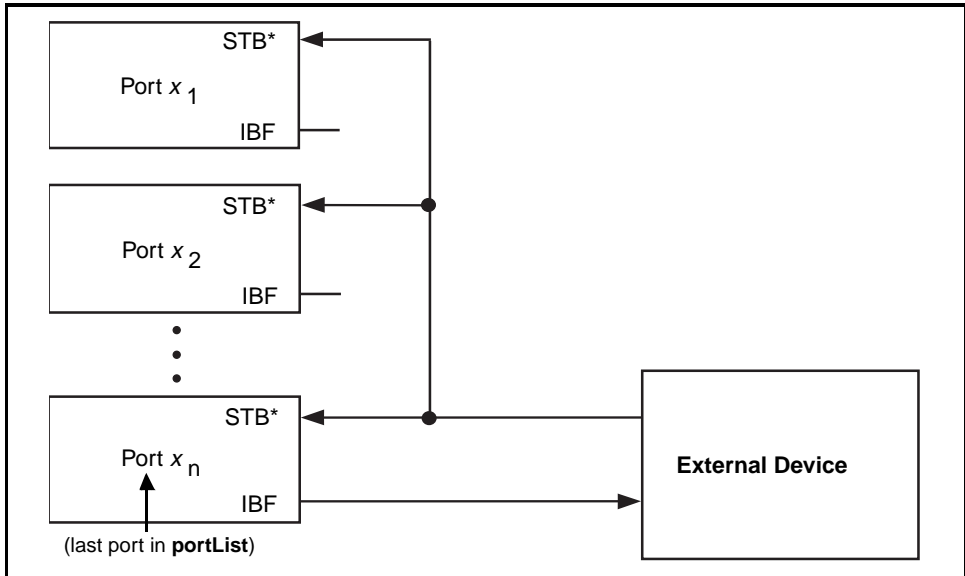 STB*
Port x 1
IBF
STB*
Port x 2
IBF
STB*
Port x n
IBF
External Device
(last port in portList)